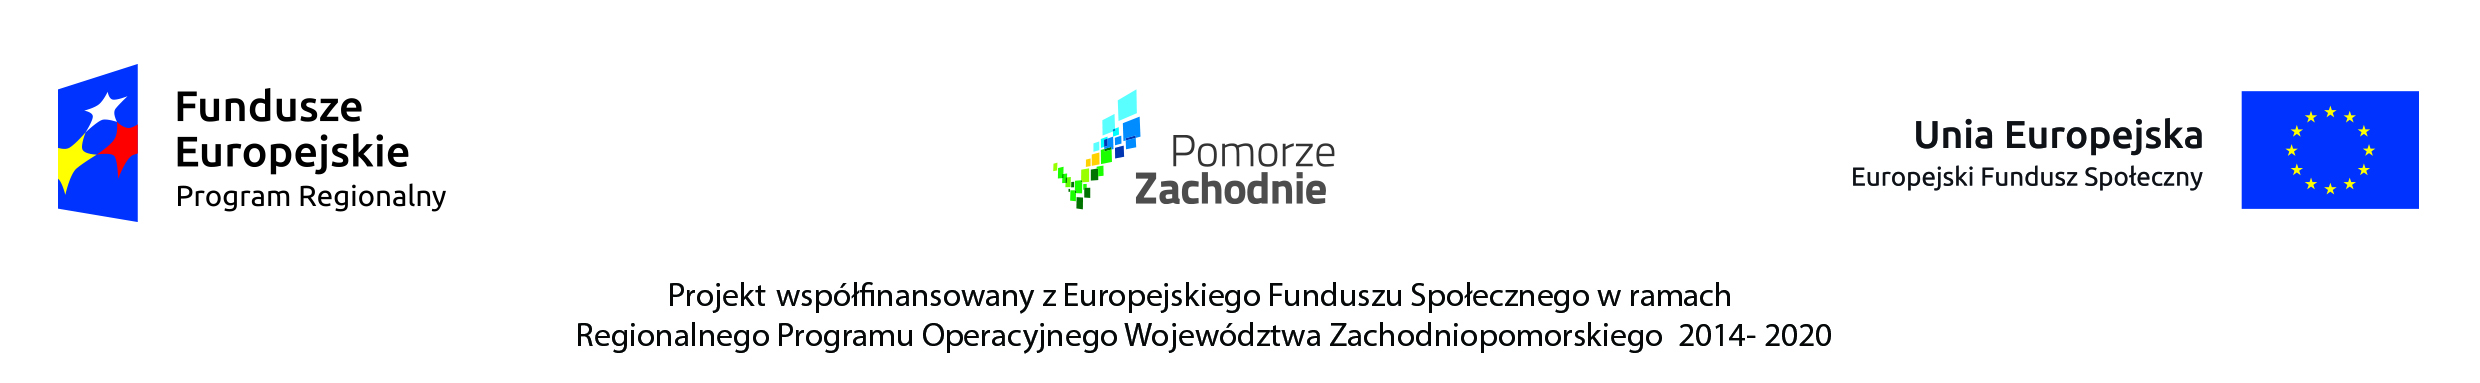 Fundusze
Europejskie
Program Regionalny
Pomorze
Zachodnie
Unia Europejska
Europejski Fundusz Społeczny
Projekt współfinansowany z Europejskiego Funduszu Społecznego w ramach
Regionalnego Programu Operacyjnego Województwa Zachodniopomorskiego 2014- 2020